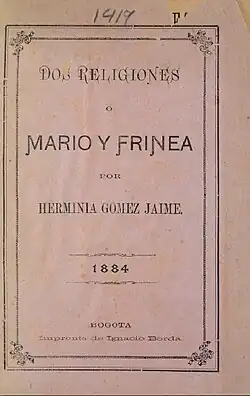 1417
F'
DOS RELIGIONES
Ó
MARIO Y FRINEA
POR
HERMINIA GOMEZ JAIME.
1884
BOGOTA
Imprenta de Ignacio Borda.